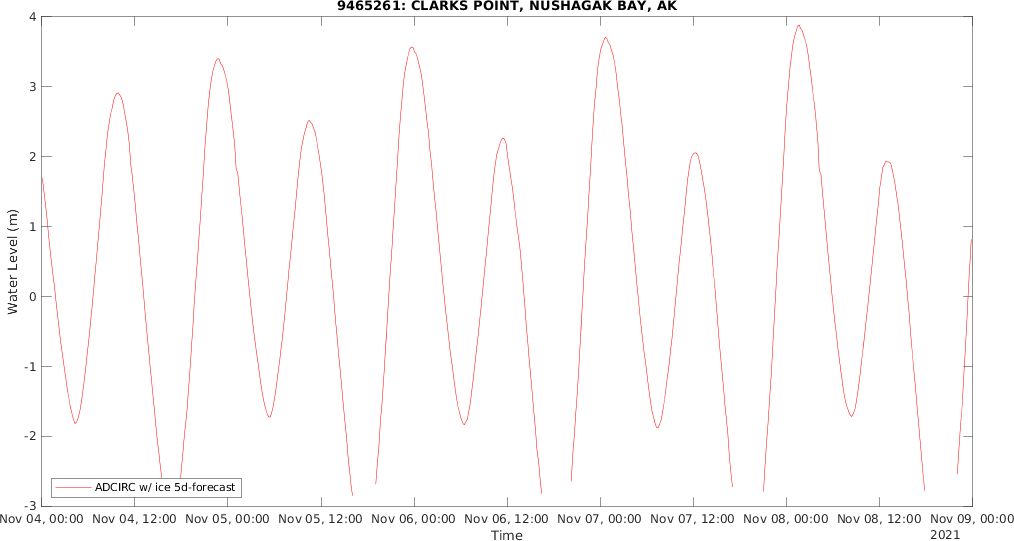 9465261: CLARKS POINT, NUSHAGAK BAY, AK
4
3
2
1
0
-1
-2
-3
Water Level (m)
ADCIRC w/ ice 5d-forecast
Nov 04, 00:00 Nov 04, 12:00 Nov 05, 00:00 Nov 05, 12:00 Nov 06, 00:00 Nov 06, 12:00 Nov 07, 00:00 Nov 07, 12:00 Nov 08, 00:00 Nov 08, 12:00 Nov 09, 00:00
Time
2021